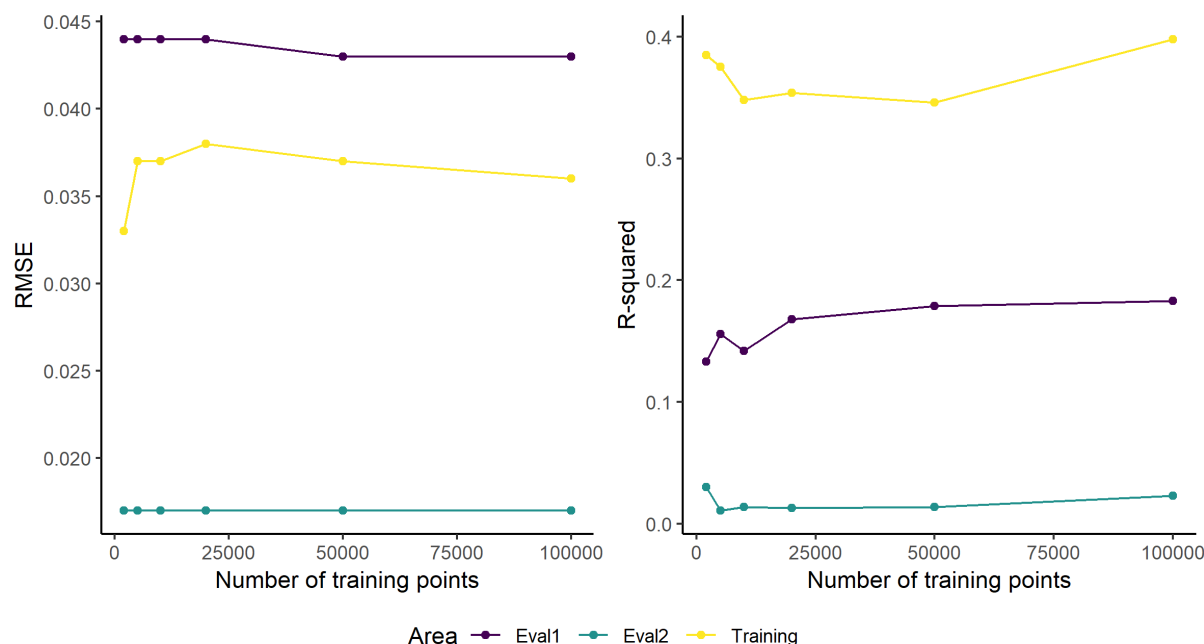 0.045
0.040
0.035
0.030
0.025
0.020
RMSE
0 25000 50000 75000 100000
Number of training points
0.4
0.3
0.2
0.1
0.0
R-squared
0 25000 50000 75000 100000
Number of training points
Area Eval1 Eval2 Training